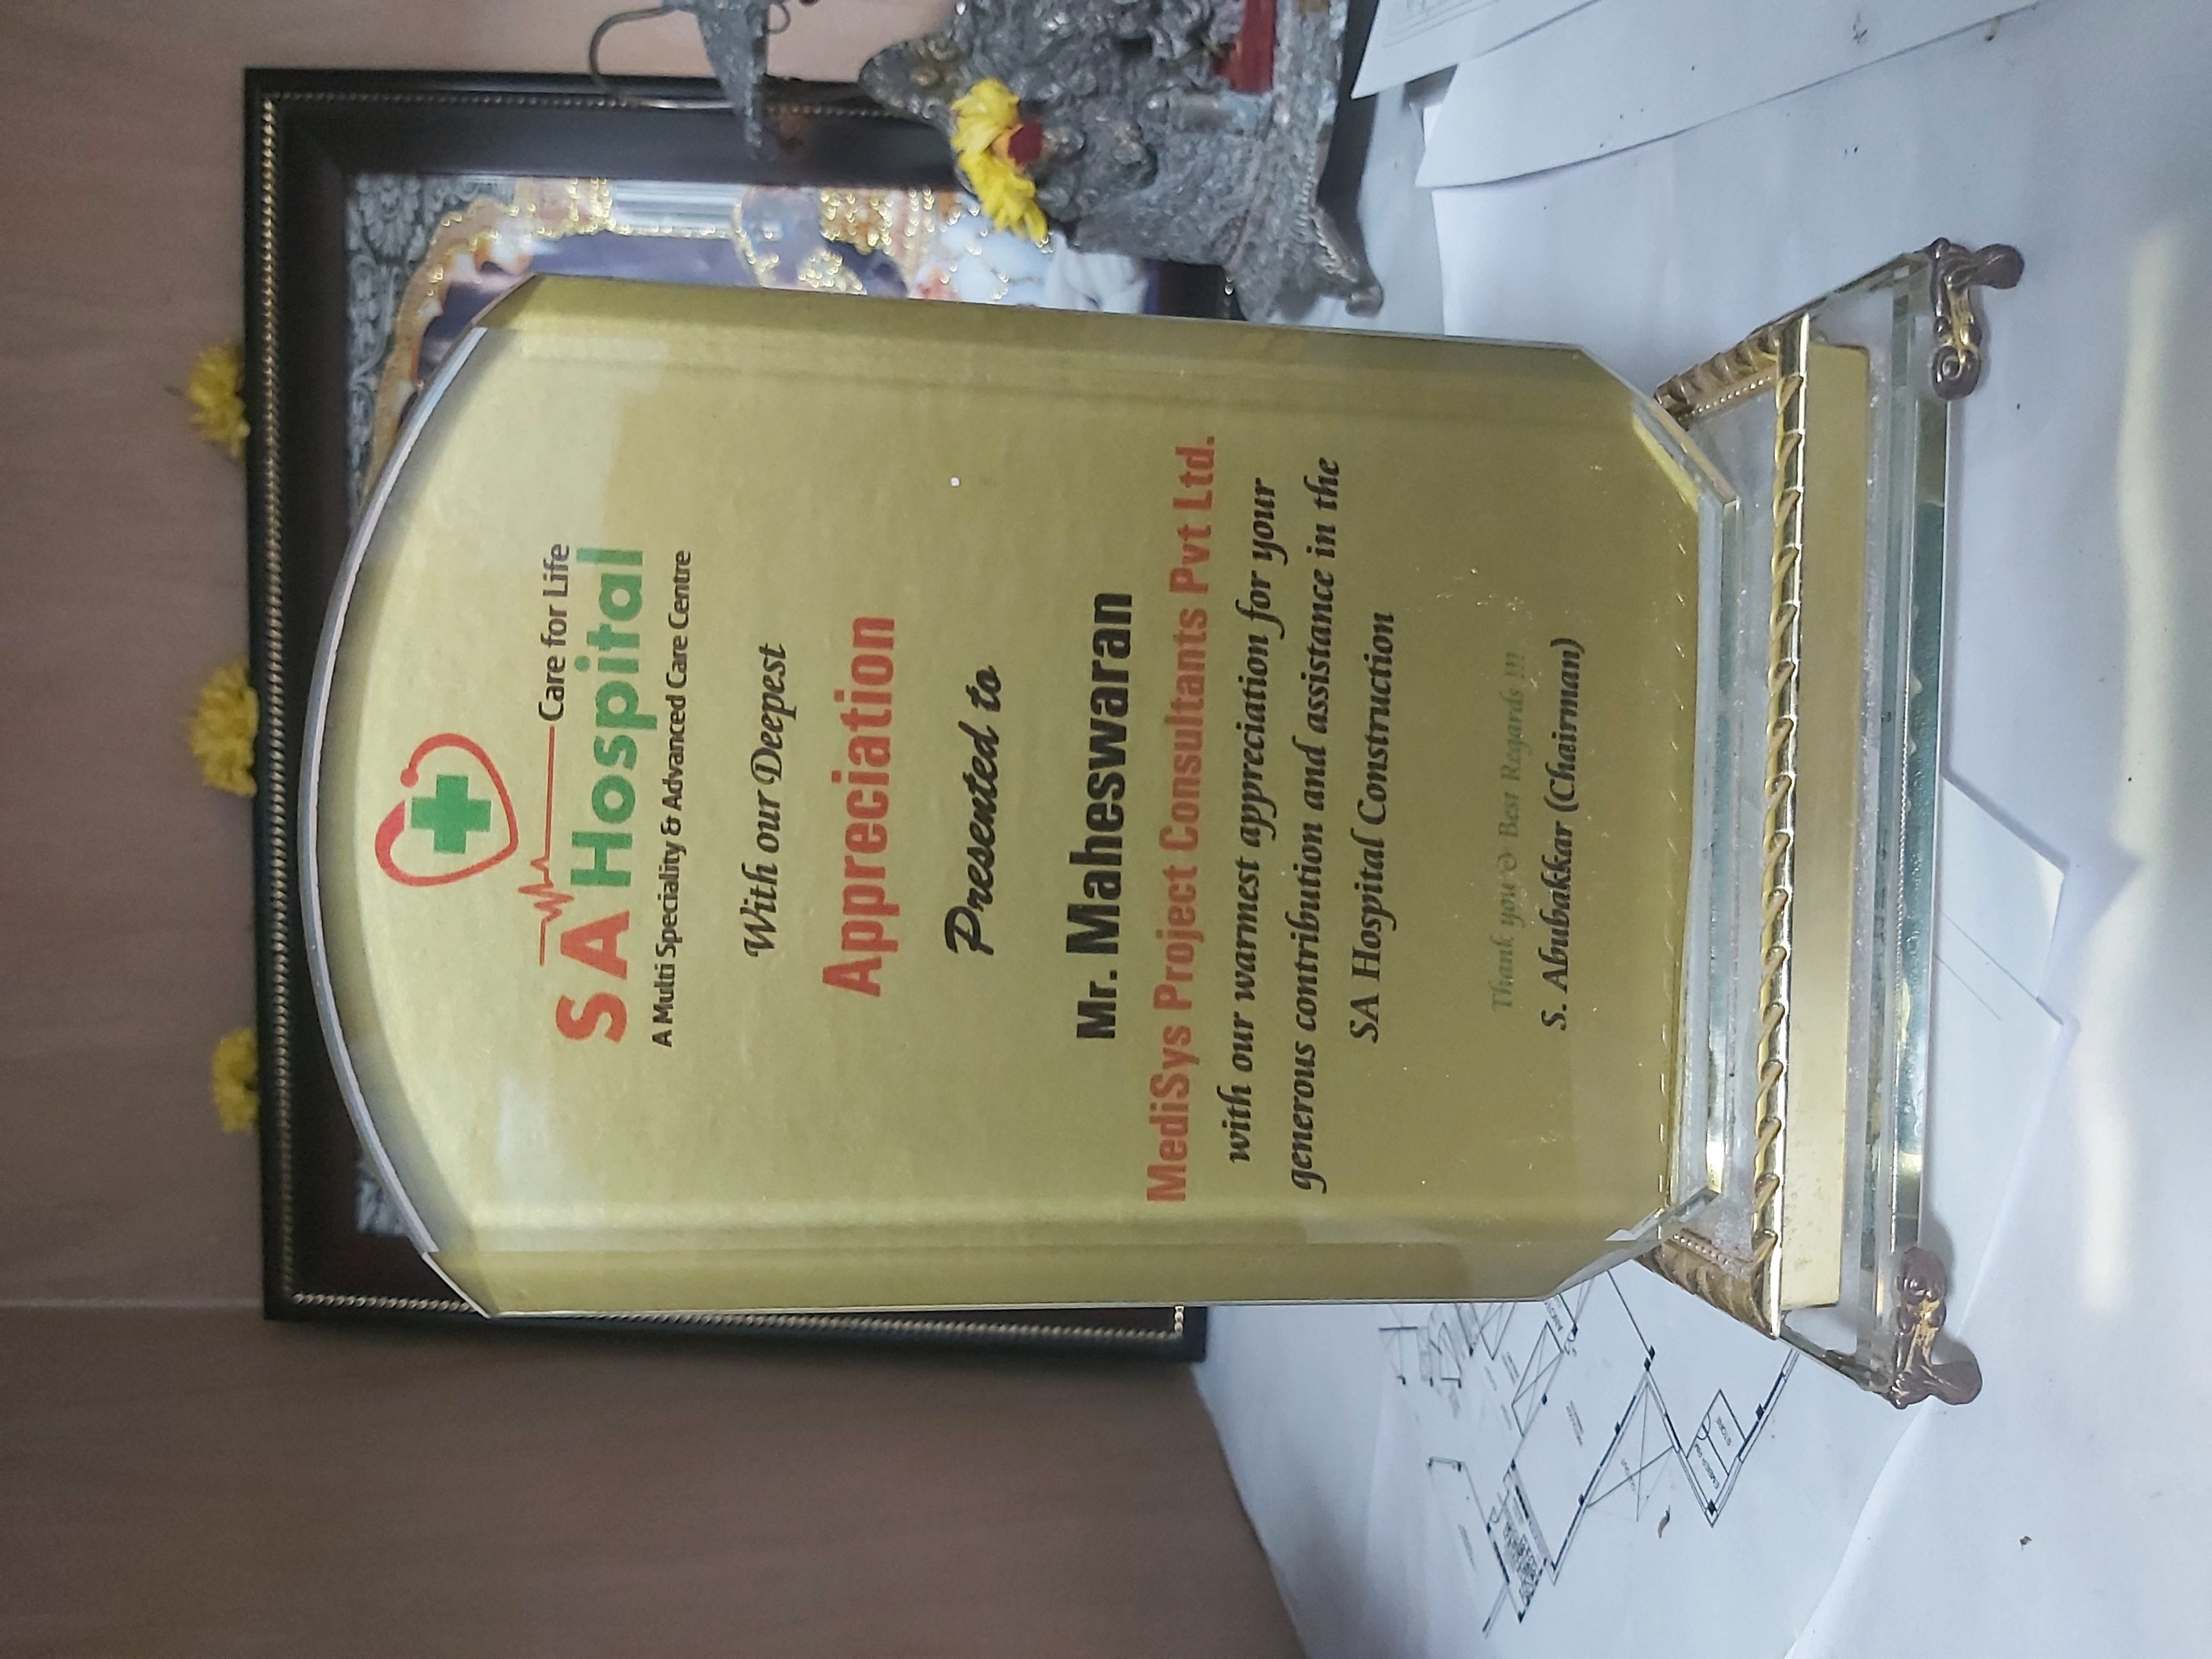 Care for Life
SA Hospital
A Multi Speciality & Advanced Care Centre
With our Deepest
Appreciation
Presented to
Mr. Maheswaran
MediSys Project Consultants Pvt Ltd.
with our warmest appreciation for your
generous contribution and assistance in the
SA Hospital Construction
Thank you & Best Regards !!!
S. Abubakkar (Chairman)
STORE